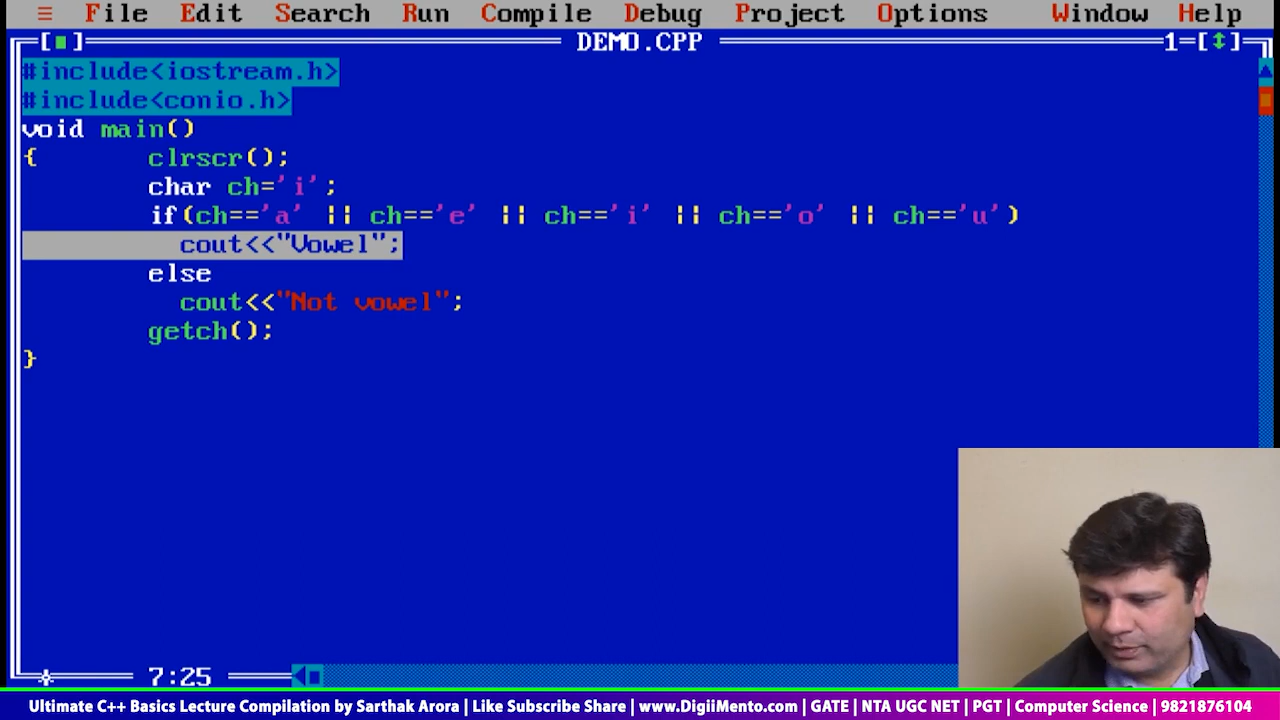 ≡ File Edit Search Run Compile Debug Project Options Window Help
[■] DEMO.CPP 1=[↕]
#include<iostream.h>
#include<conio.h>
void main()
{ clrscr();
char ch='i';
if(ch=='a' || ch=='e' || ch=='i' || ch=='o' || ch=='u')
cout<<"Vowel";
else
cout<<"Not vowel";
getch();
}
7:25
Ultimate C++ Basics Lecture Compilation by Sarthak Arora | Like Subscribe Share | www.DigiiMento.com | GATE | NTA UGC NET | PGT | Computer Science | 9821876104